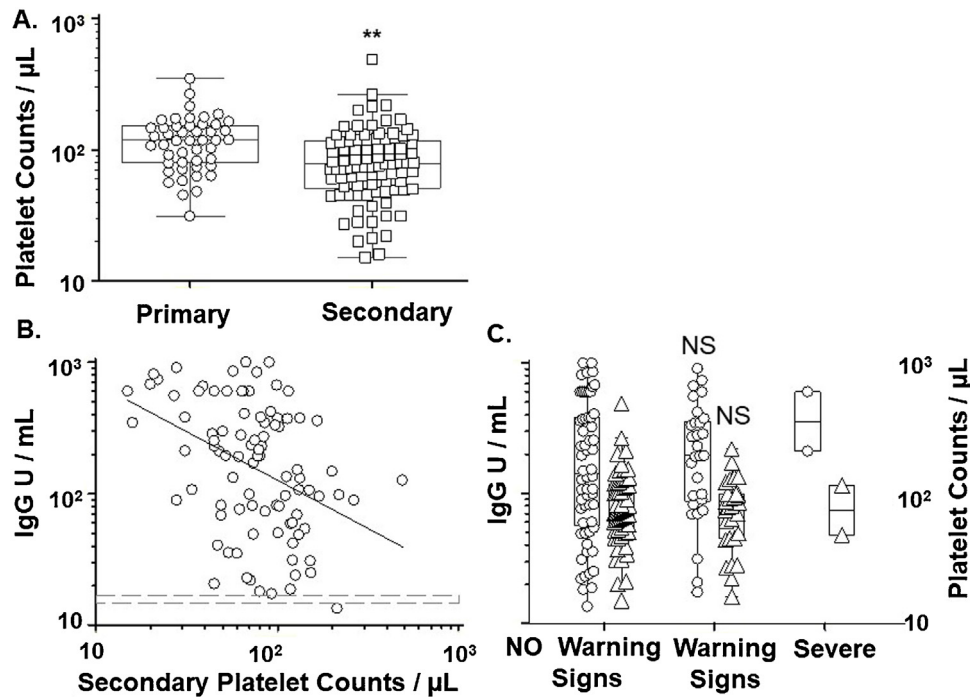 A.
Platelet Counts / µL
10³
10²
10
**
Primary
Secondary
B.
IgG U / mL
10³
10²
10
10
10²
10³
Secondary Platelet Counts / µL
C.
IgG U / mL
NS
NS
10³
10²
10
Platelet Counts / µL
NO Warning Signs
Warning Signs
Severe